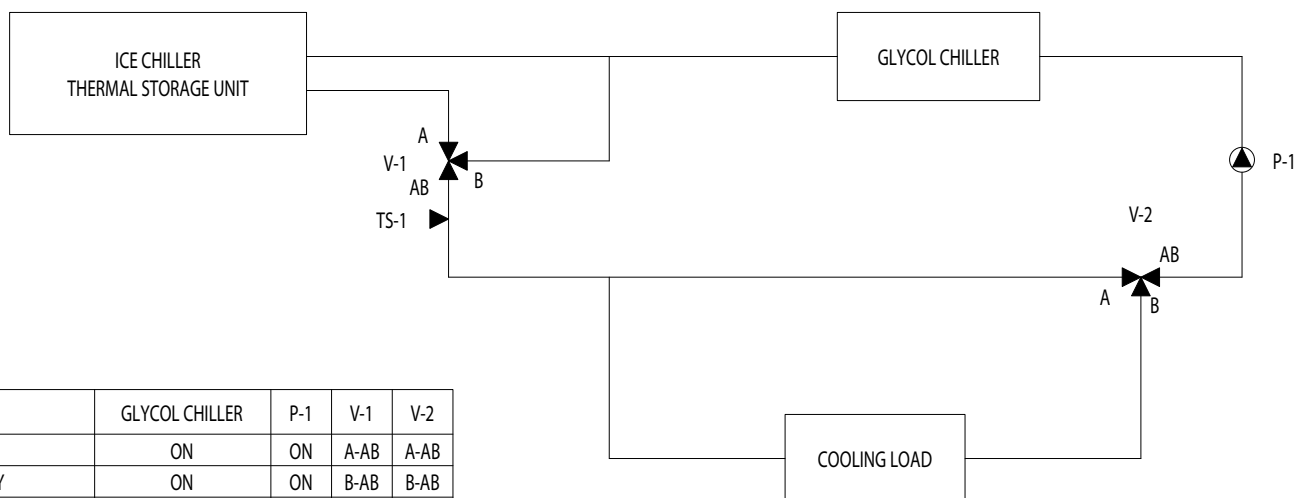 ICE CHILLER
THERMAL STORAGE UNIT
GLYCOL CHILLER
A
V-1
B
AB
TS-1
P-1
V-2
AB
A
B
COOLING LOAD
GLYCOL CHILLER P-1 V-1 V-2
ON ON A-AB A-AB
Y ON ON B-AB B-AB